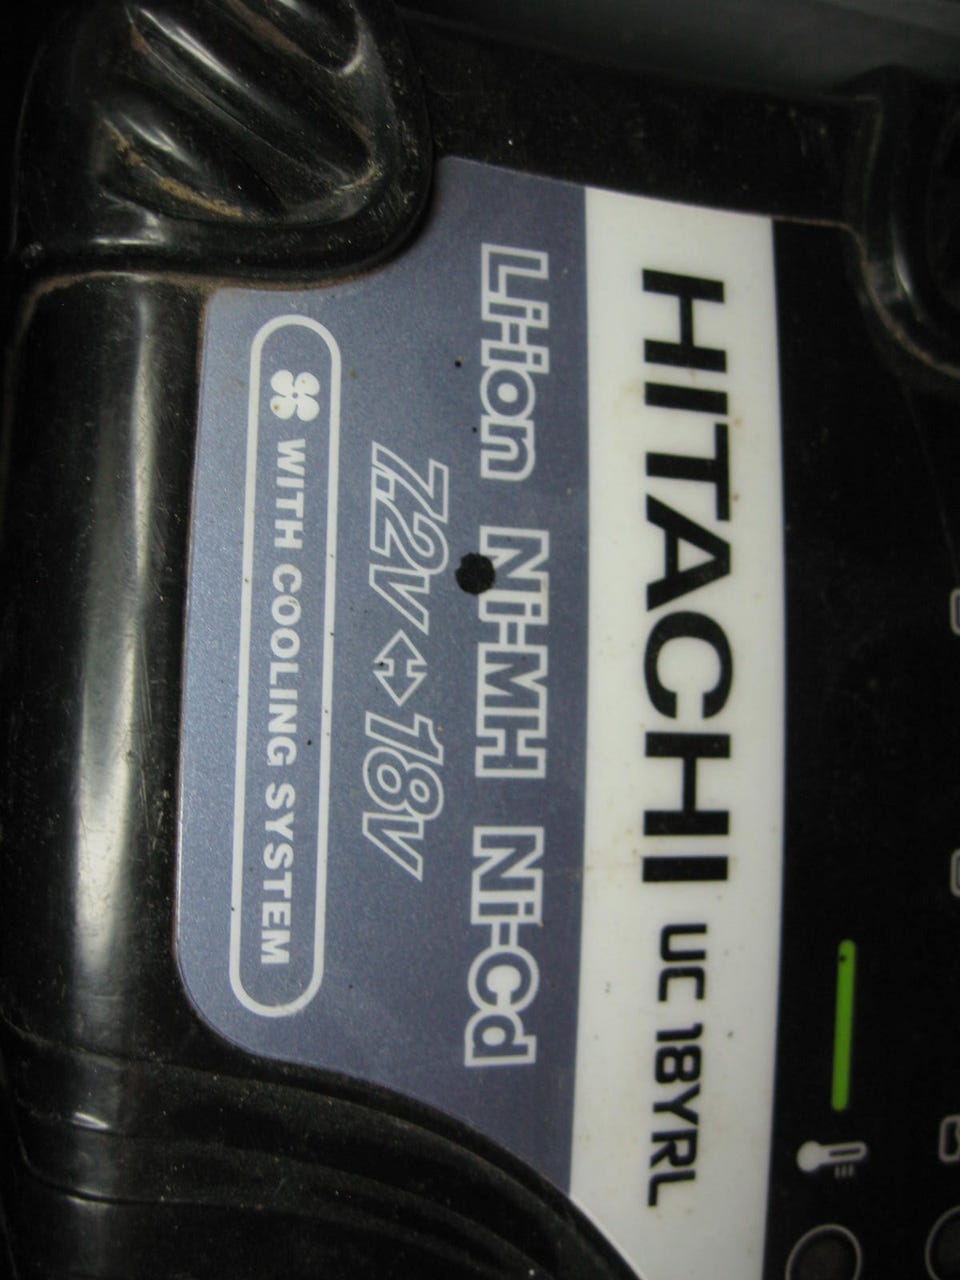 HITACHI UC 18YRL
Li-ion Ni-MH Ni-Cd
7.2v↔18v
WITH COOLING SYSTEM